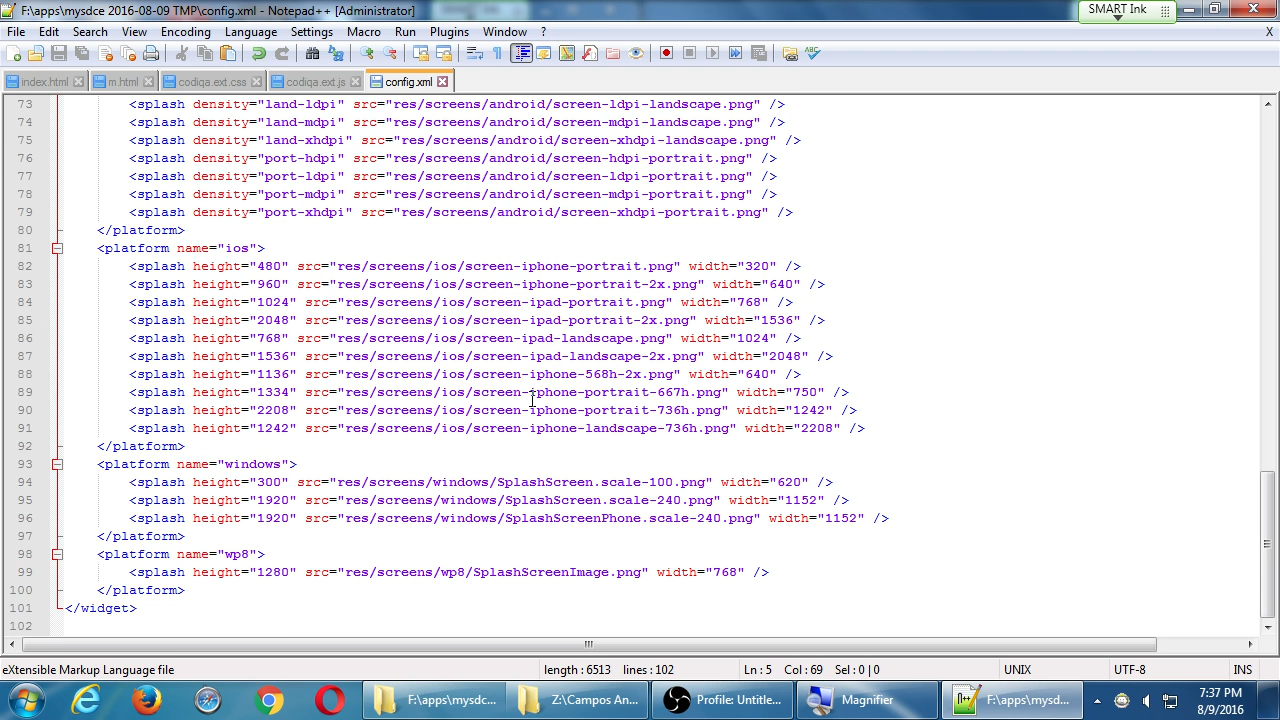 F:\apps\mysdce 2016-08-09 TMP\config.xml - Notepad++ [Administrator]
SMART Ink
File Edit Search View Encoding Language Settings Macro Run Plugins Window ? X
index.html m.html codiqa.ext.css codiqa.ext.js config.xml
73 <splash density="land-ldpi" src="res/screens/android/screen-ldpi-landscape.png" />
74 <splash density="land-mdpi" src="res/screens/android/screen-mdpi-landscape.png" />
75 <splash density="land-xhdpi" src="res/screens/android/screen-xhdpi-landscape.png" />
76 <splash density="port-hdpi" src="res/screens/android/screen-hdpi-portrait.png" />
77 <splash density="port-ldpi" src="res/screens/android/screen-ldpi-portrait.png" />
78 <splash density="port-mdpi" src="res/screens/android/screen-mdpi-portrait.png" />
79 <splash density="port-xhdpi" src="res/screens/android/screen-xhdpi-portrait.png" />
80 </platform>
81 <platform name="ios">
82 <splash height="480" src="res/screens/ios/screen-iphone-portrait.png" width="320" />
83 <splash height="960" src="res/screens/ios/screen-iphone-portrait-2x.png" width="640" />
84 <splash height="1024" src="res/screens/ios/screen-ipad-portrait.png" width="768" />
85 <splash height="2048" src="res/screens/ios/screen-ipad-portrait-2x.png" width="1536" />
86 <splash height="768" src="res/screens/ios/screen-ipad-landscape.png" width="1024" />
87 <splash height="1536" src="res/screens/ios/screen-ipad-landscape-2x.png" width="2048" />
88 <splash height="1136" src="res/screens/ios/screen-iphone-568h-2x.png" width="640" />
89 <splash height="1334" src="res/screens/ios/screen-iphone-portrait-667h.png" width="750" />
90 <splash height="2208" src="res/screens/ios/screen-iphone-portrait-736h.png" width="1242" />
91 <splash height="1242" src="res/screens/ios/screen-iphone-landscape-736h.png" width="2208" />
92 </platform>
93 <platform name="windows">
94 <splash height="300" src="res/screens/windows/SplashScreen.scale-100.png" width="620" />
95 <splash height="1920" src="res/screens/windows/SplashScreen.scale-240.png" width="1152" />
96 <splash height="1920" src="res/screens/windows/SplashScreenPhone.scale-240.png" width="1152" />
97 </platform>
98 <platform name="wp8">
99 <splash height="1280" src="res/screens/wp8/SplashScreenImage.png" width="768" />
100 </platform>
101 </widget>
102
eXtensible Markup Language file length : 6513 lines : 102 Ln : 5 Col : 69 Sel : 0 | 0 UNIX UTF-8 INS
F:\apps\mysdc... Z:\Campos An... Profile: Untitle... Magnifier F:\apps\mysd... 7:37 PM
8/9/2016